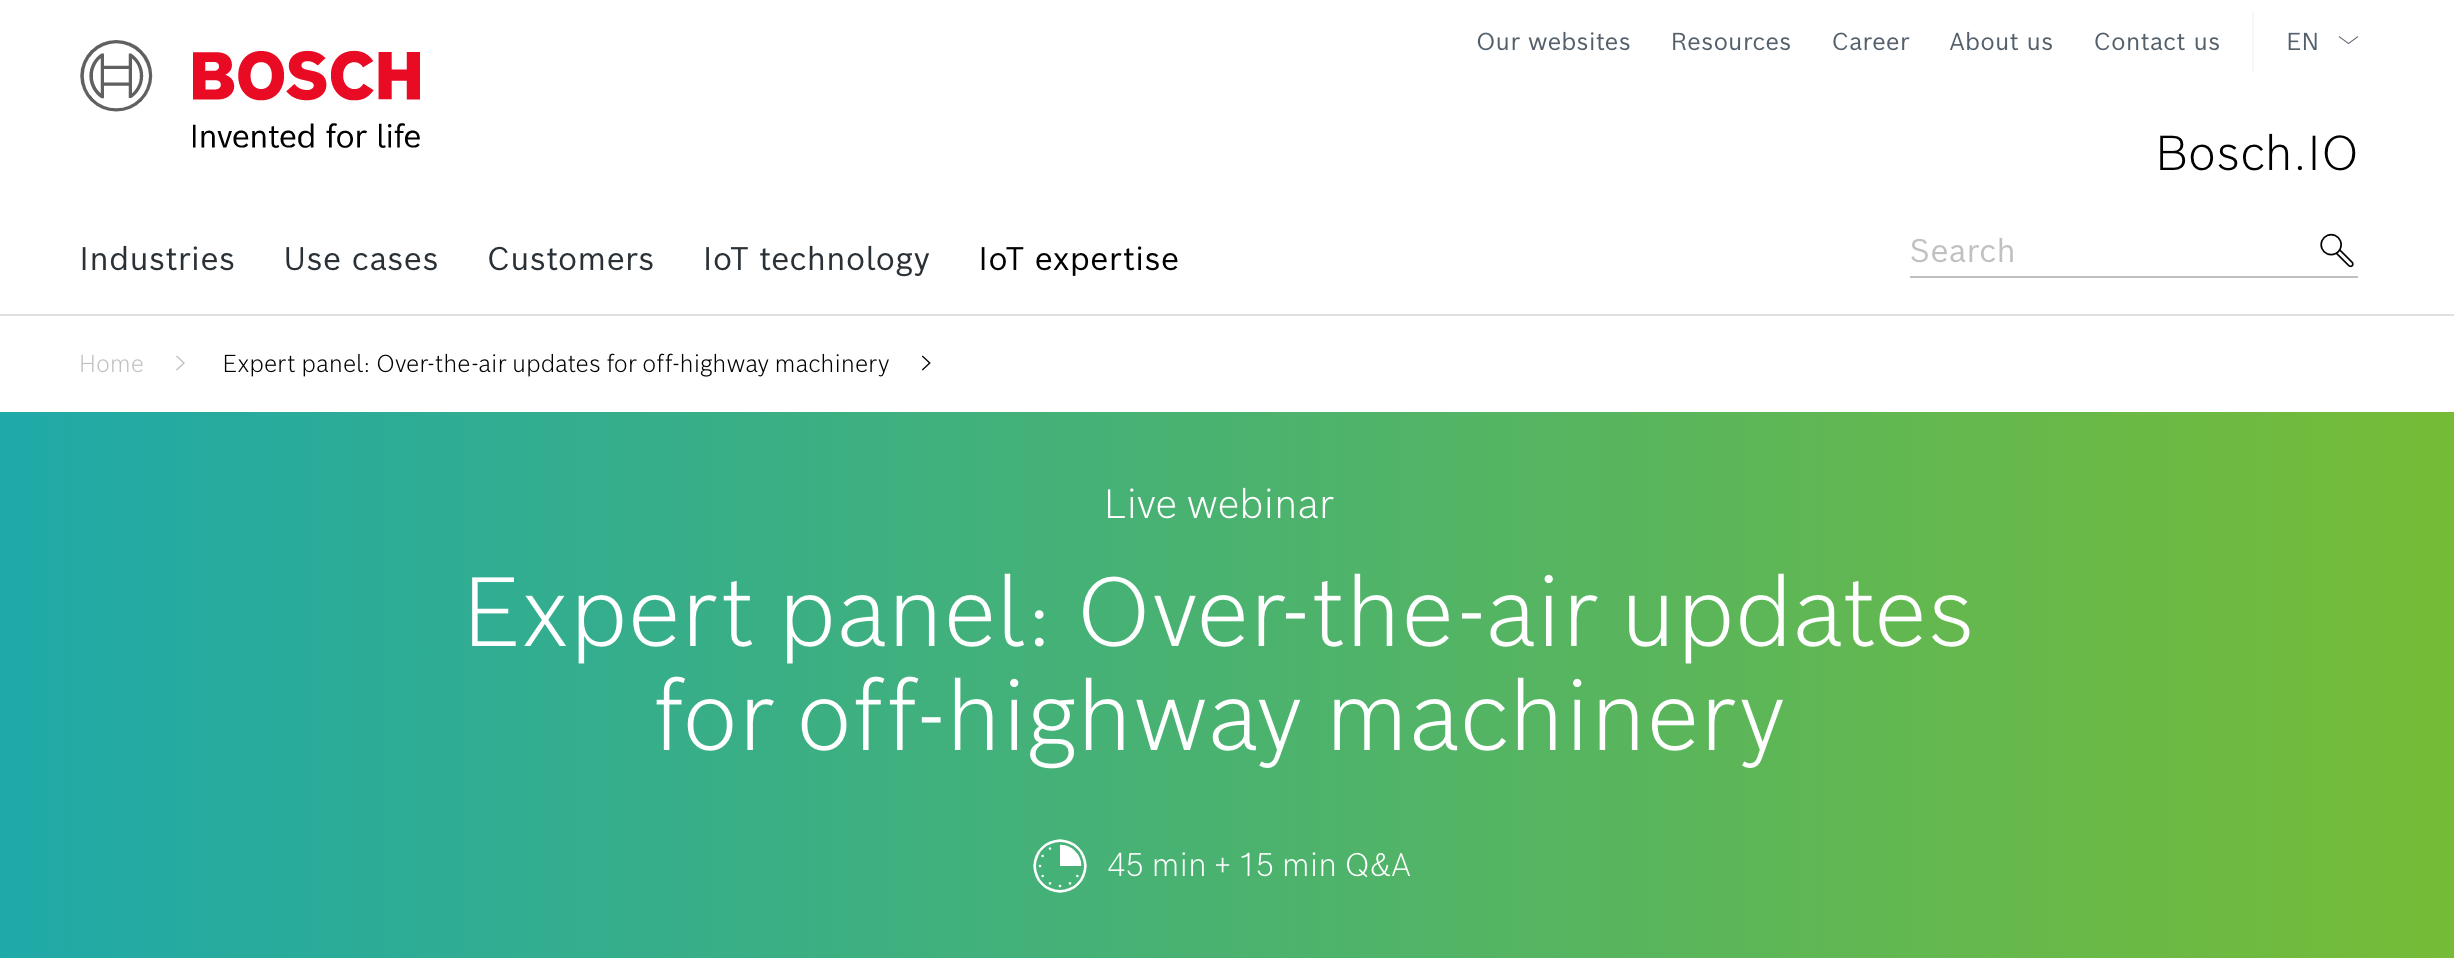 Our websites Resources Career About us Contact us EN
BOSCH
Invented for life
Bosch.IO
Industries Use cases Customers IoT technology IoT expertise
Search
Home Expert panel: Over-the-air updates for off-highway machinery
Live webinar
Expert panel: Over-the-air updates
for off-highway machinery
45 min + 15 min Q&A